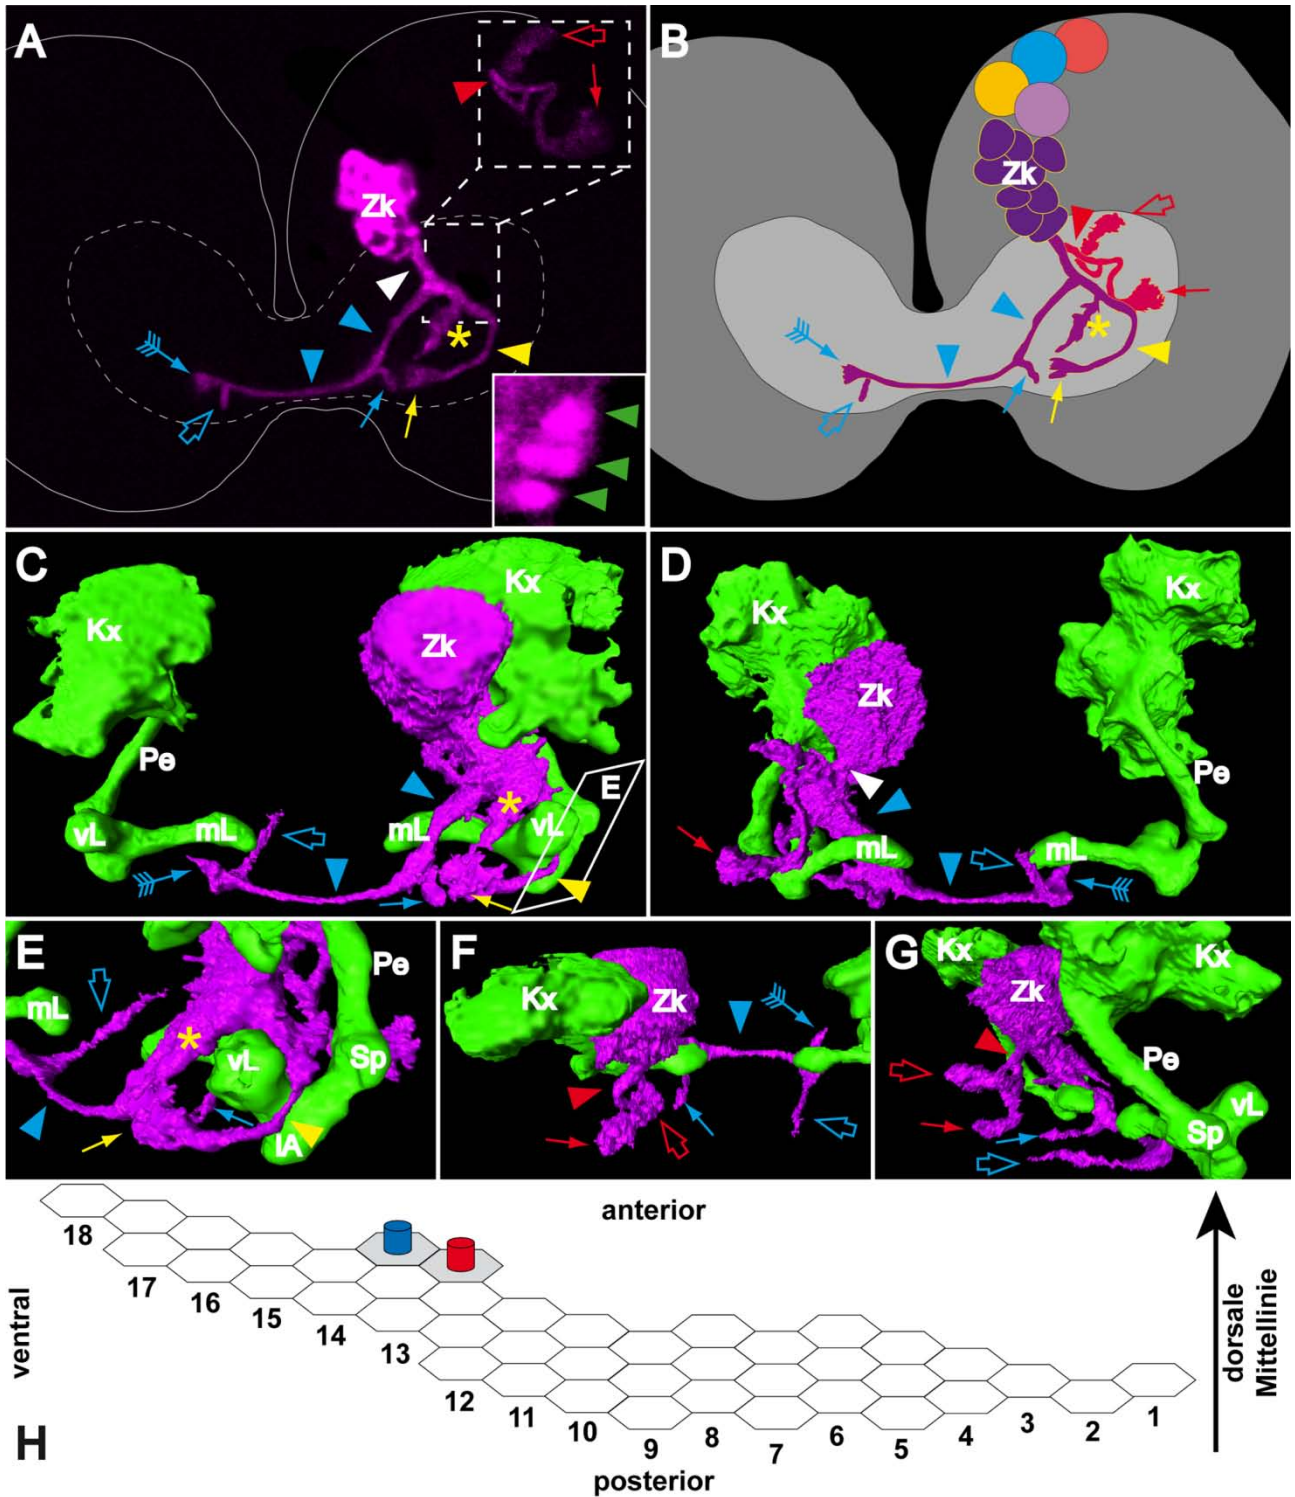 A
Zk
*
B
Zk
*
C
Kx
Kx
Zk
Pe
E
*
vL
mL
mL
vL
D
Kx
Kx
Zk
Pe
mL
mL
E
mL
Pe
*
vL
Sp
lA
F
Kx
Zk
G
Kx
Kx
Zk
Pe
vL
Sp
H
anterior
ventral
18
17
16
15
14
13
12
11
10
9
8
7
6
5
4
3
2
1
posterior
dorsale
Mittellinie